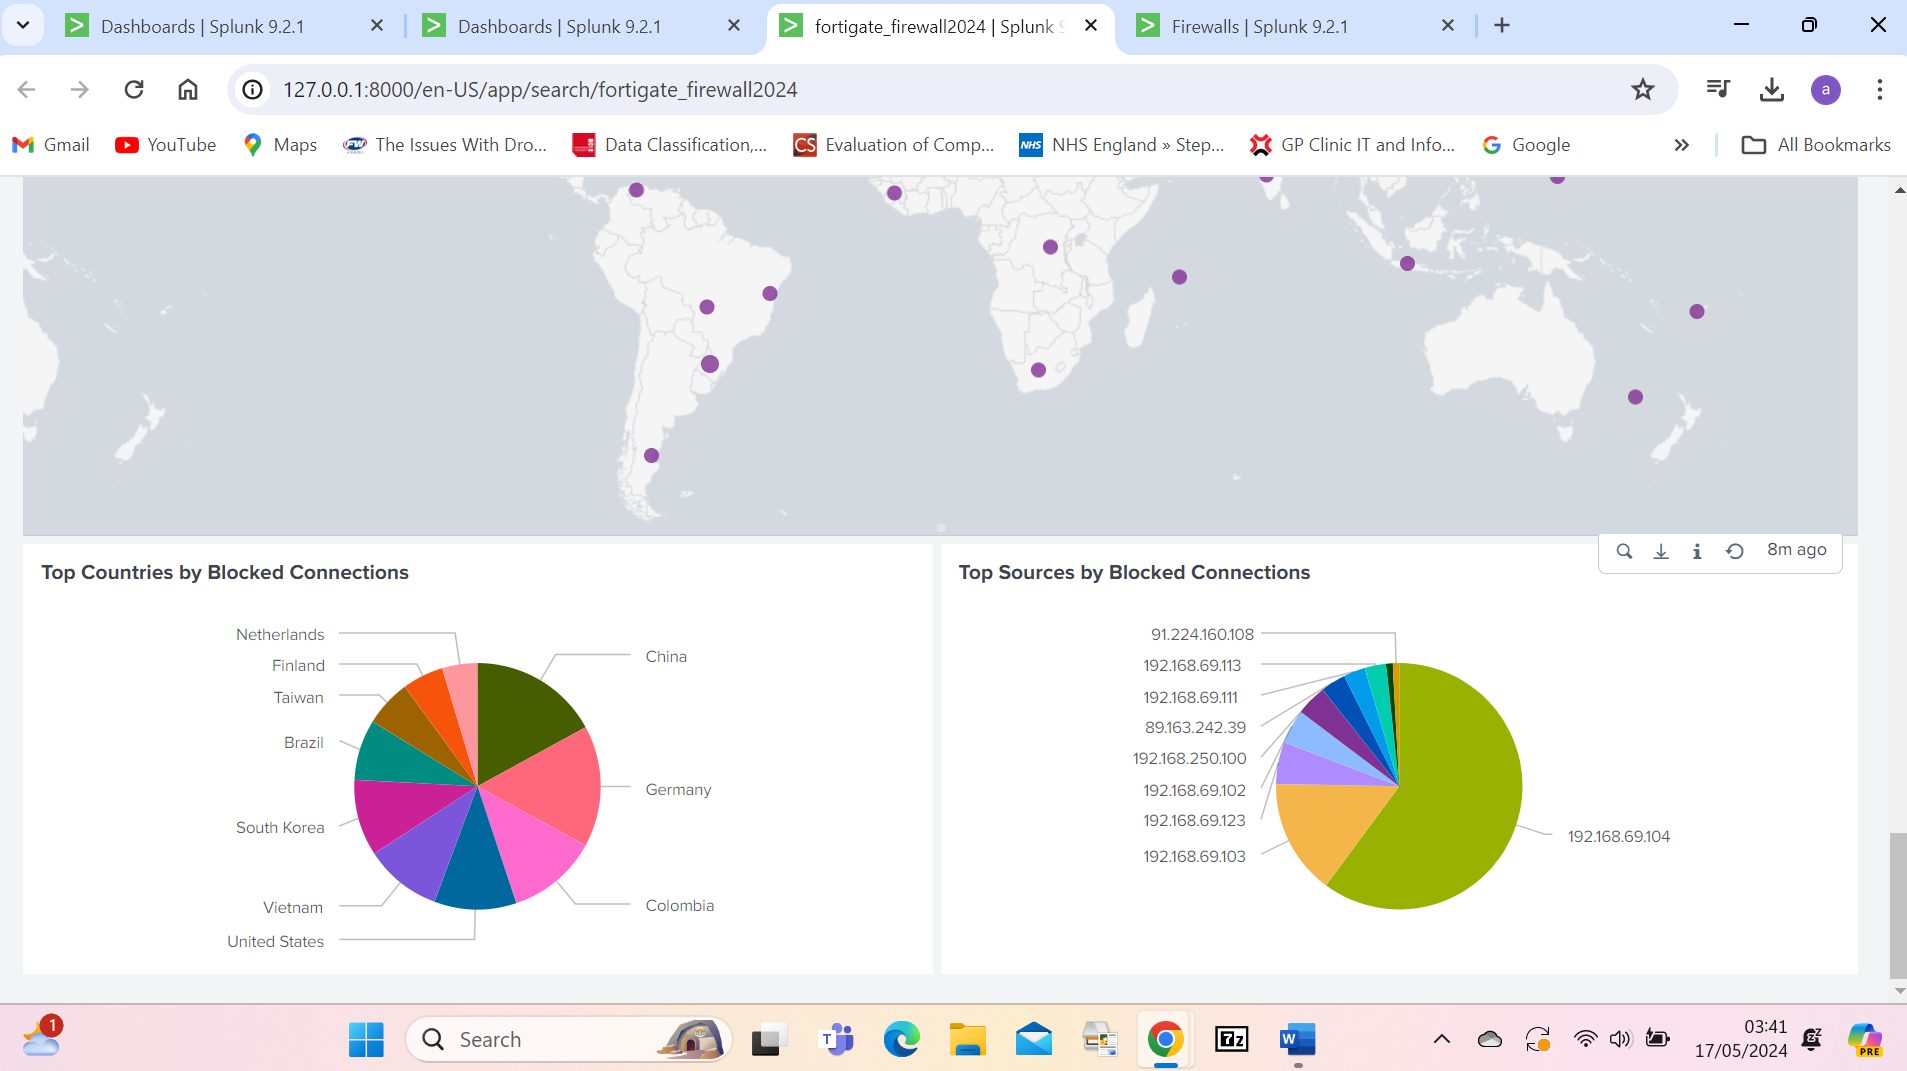 Dashboards | Splunk 9.2.1
Dashboards | Splunk 9.2.1
fortigate_firewall2024 | Splunk 9
Firewalls | Splunk 9.2.1
127.0.0.1:8000/en-US/app/search/fortigate_firewall2024
a
Gmail
YouTube
Maps
FW
The Issues With Dro...
Data Classification,...
CS
Evaluation of Comp...
NHS
NHS England » Step...
GP Clinic IT and Info...
Google
All Bookmarks
8m ago
Top Countries by Blocked Connections
Netherlands
Finland
Taiwan
Brazil
South Korea
Vietnam
United States
China
Germany
Colombia
Top Sources by Blocked Connections
91.224.160.108
192.168.69.113
192.168.69.111
89.163.242.39
192.168.250.100
192.168.69.102
192.168.69.123
192.168.69.103
192.168.69.104
1
Search
T
7z
W
03:41
17/05/2024
PRE